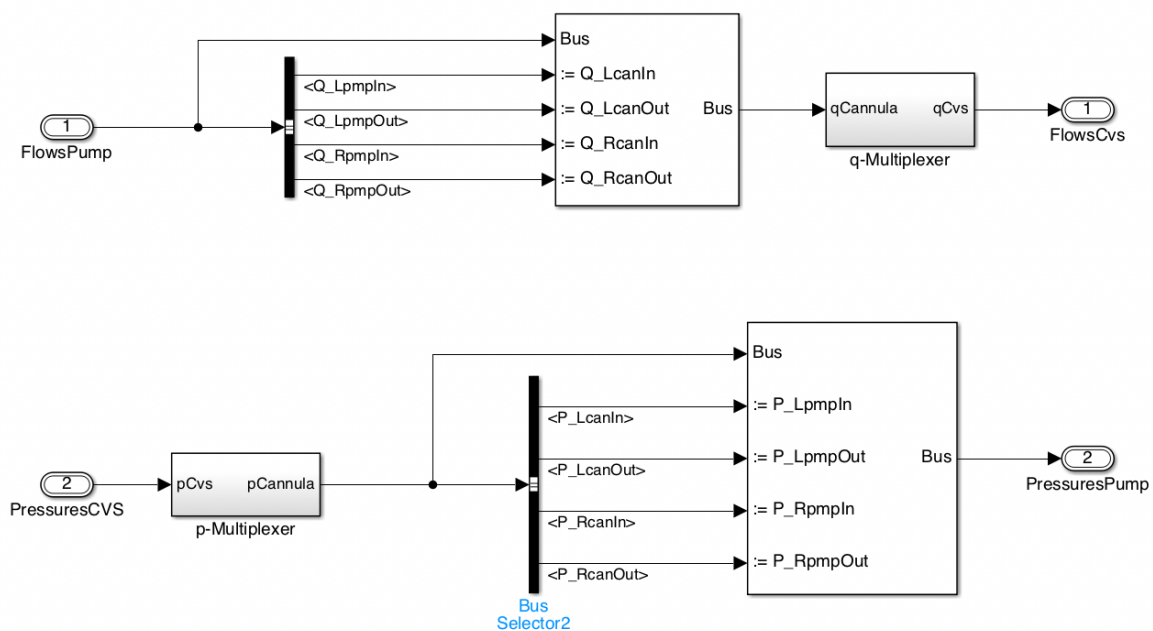 Bus
:= Q_LcanIn
<Q_LpmpIn>
:= Q_LcanOut
Bus
<Q_LpmpOut>
:= Q_RcanIn
<Q_RpmpIn>
:= Q_RcanOut
<Q_RpmpOut>
1
FlowsPump
qCannula
qCvs
q-Multiplexer
1
FlowsCvs
Bus
:= P_LpmpIn
<P_LcanIn>
:= P_LpmpOut
Bus
<P_LcanOut>
:= P_RpmpIn
<P_RcanIn>
:= P_RpmpOut
<P_RcanOut>
2
PressuresCVS
pCvs
pCannula
p-Multiplexer
2
PressuresPump
Bus
Selector2